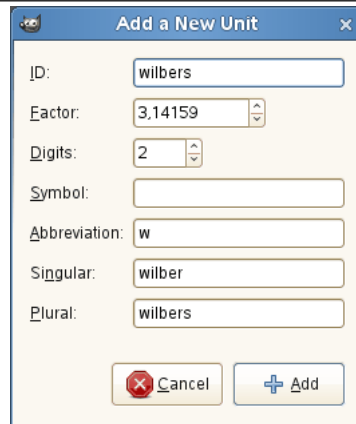 Add a New Unit
ID: wilbers
Factor: 3,14159
Digits: 2
Symbol:
Abbreviation: w
Singular: wilber
Plural: wilbers
Cancel Add